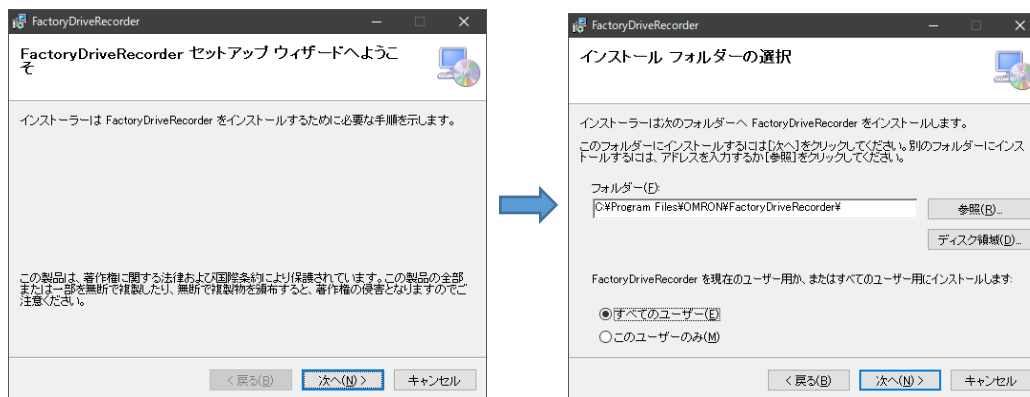 FactoryDriveRecorder
FactoryDriveRecorder セットアップ ウィザードへようこ
そ
インストーラーは FactoryDriveRecorder をインストールするために必要な手順を示します。
この製品は、著作権に関する法律および国際条約により保護されています。この製品の全部
または一部を無断で複製したり、無断で複製物を頒布すると、著作権の侵害となりますのでご
注意ください。
< 戻る(B)
次へ(N) >
キャンセル
FactoryDriveRecorder
インストール フォルダーの選択
インストーラーは次のフォルダーへ FactoryDriveRecorder をインストールします。
このフォルダーにインストールするには[次へ]をクリックしてください。別のフォルダーにインス
トールするには、アドレスを入力するか[参照]をクリックしてください。
フォルダー(F):
C:¥Program Files¥OMRON¥FactoryDriveRecorder¥
参照(R)...
ディスク領域(D)...
FactoryDriveRecorder を現在のユーザー用か、またはすべてのユーザー用にインストールします:
すべてのユーザー(E)
このユーザーのみ(M)
< 戻る(B)
次へ(N) >
キャンセル